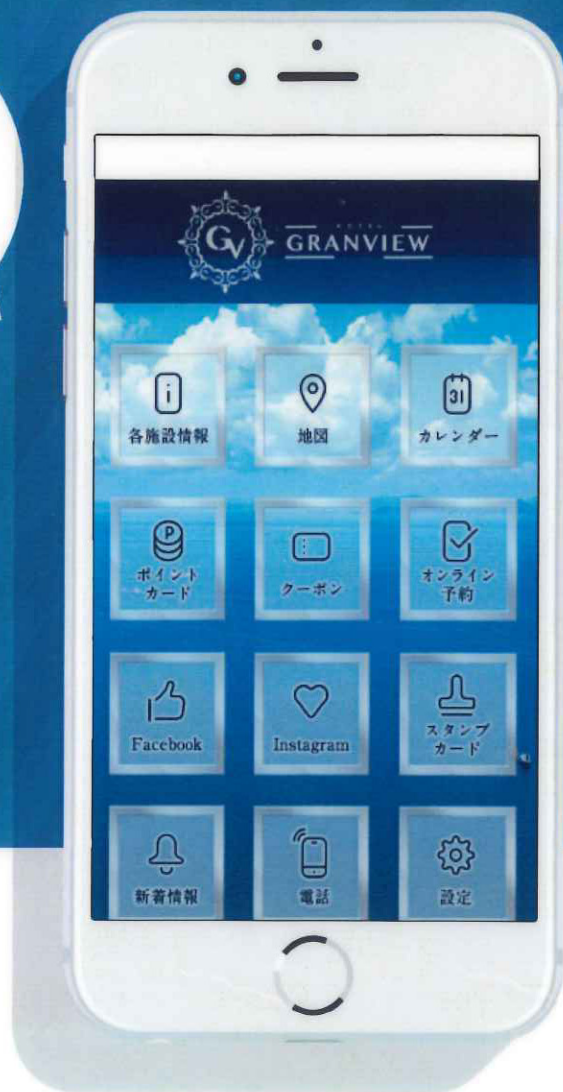 GV
HOTEL
GRANVIEW
i
各施設情報
地図
31
カレンダー
P
ポイント
カード
クーポン
オンライン
予約
Facebook
Instagram
スタンプ
カード
新着情報
電話
設定